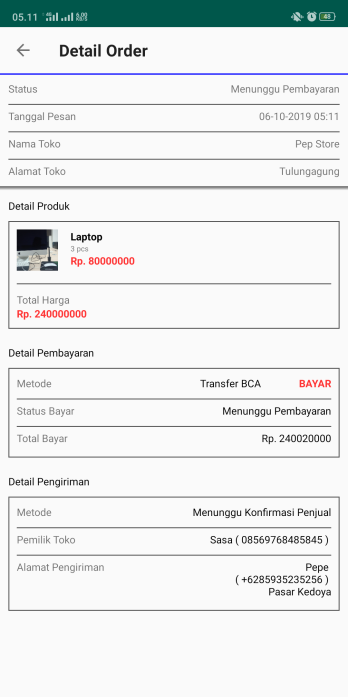 05.11
48
Detail Order
Status Menunggu Pembayaran
Tanggal Pesan 06-10-2019 05:11
Nama Toko Pep Store
Alamat Toko Tulungagung
Detail Produk
Laptop
3 pcs
Rp. 80000000
Total Harga
Rp. 240000000
Detail Pembayaran
Metode Transfer BCA BAYAR
Status Bayar Menunggu Pembayaran
Total Bayar Rp. 240020000
Detail Pengiriman
Metode Menunggu Konfirmasi Penjual
Pemilik Toko Sasa ( 08569768485845 )
Alamat Pengiriman Pepe
( +6285935235256 )
Pasar Kedoya